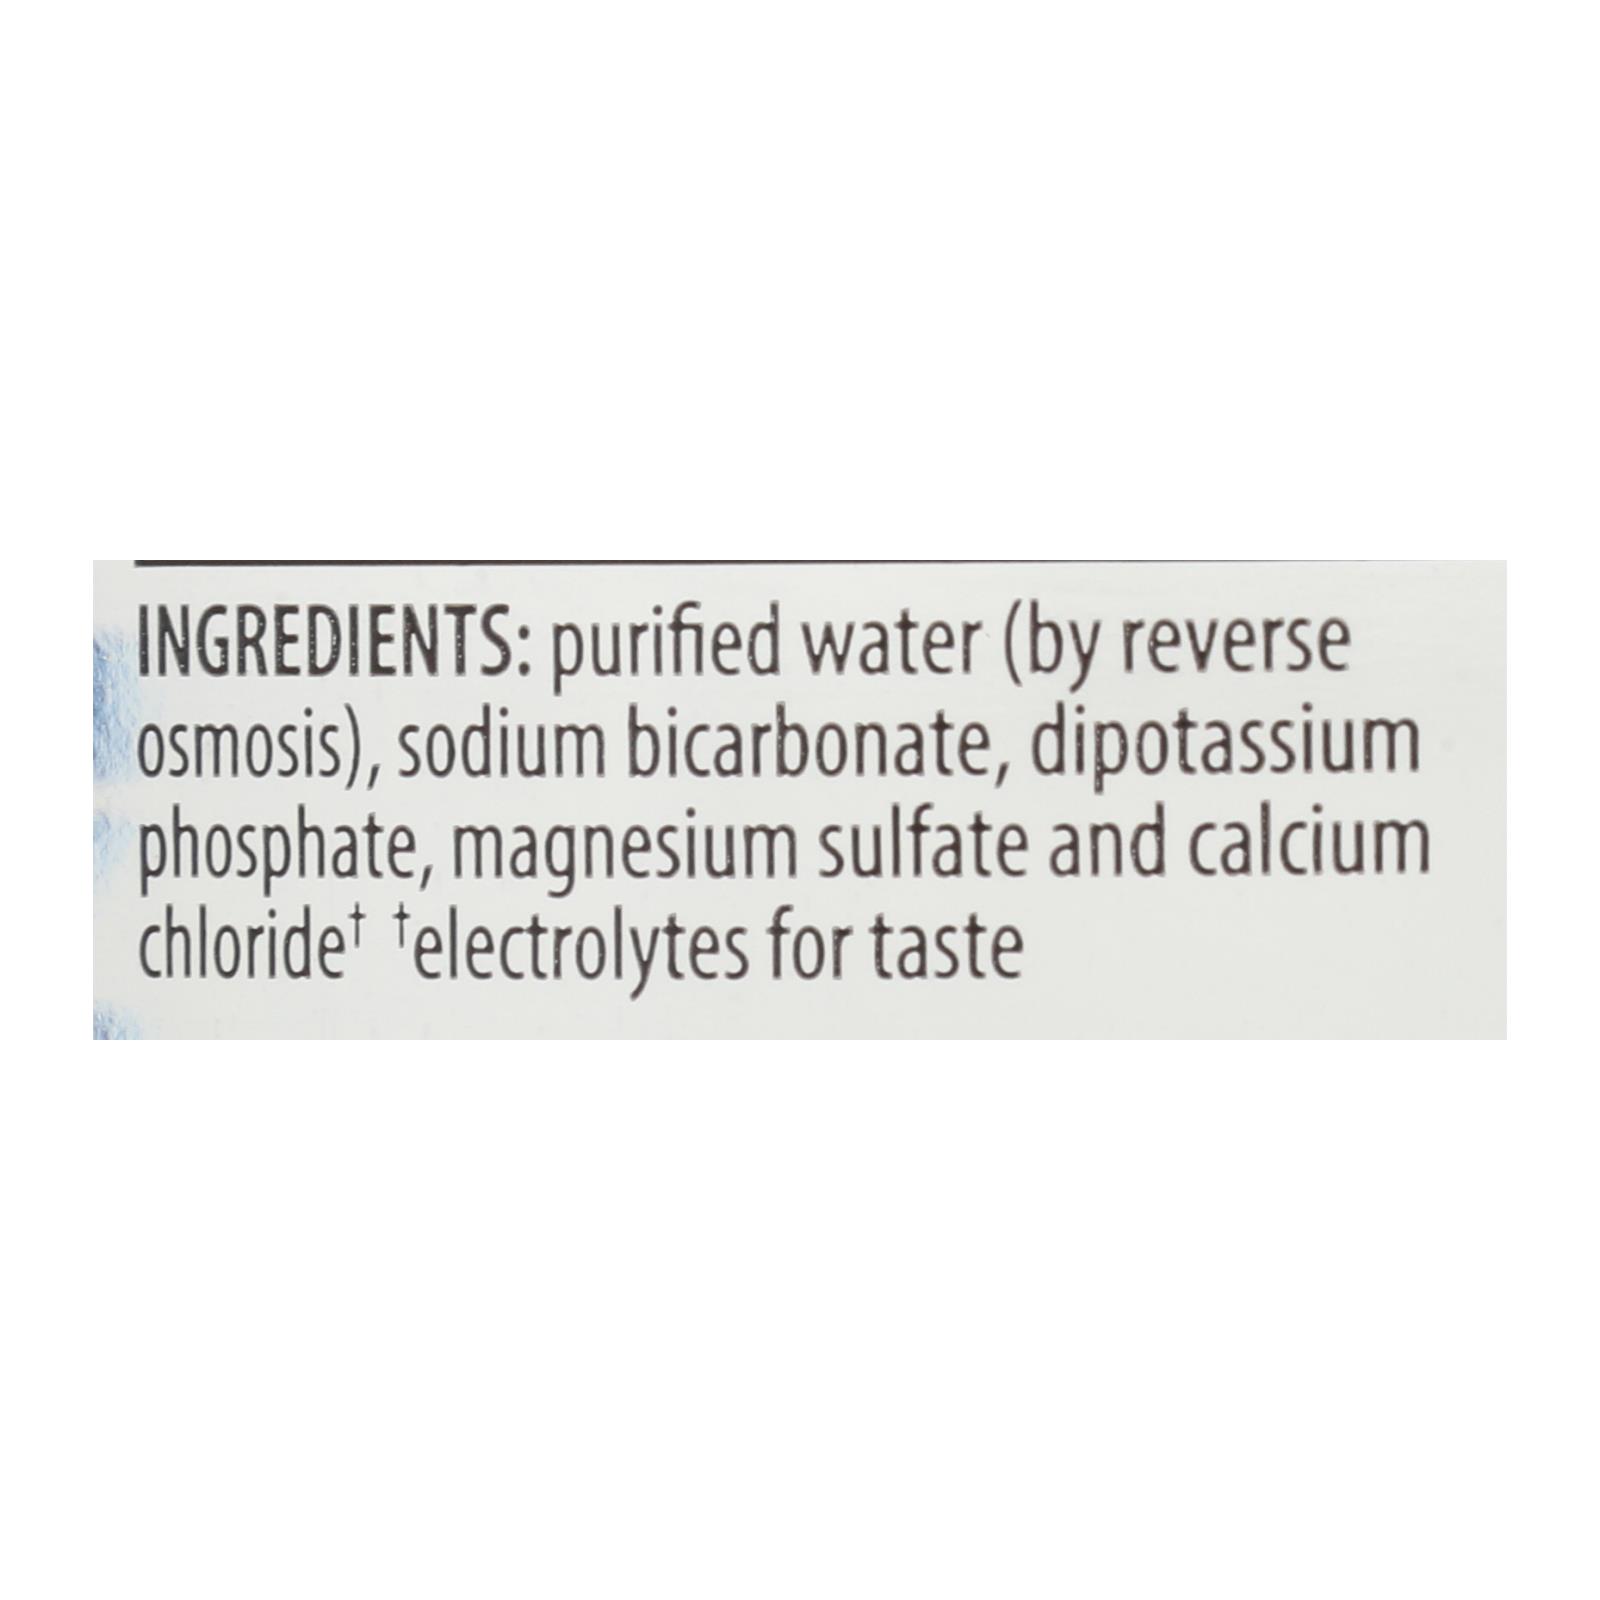 INGREDIENTS: purified water (by reverse
osmosis), sodium bicarbonate, dipotassium
phosphate, magnesium sulfate and calcium
chloride† †electrolytes for taste